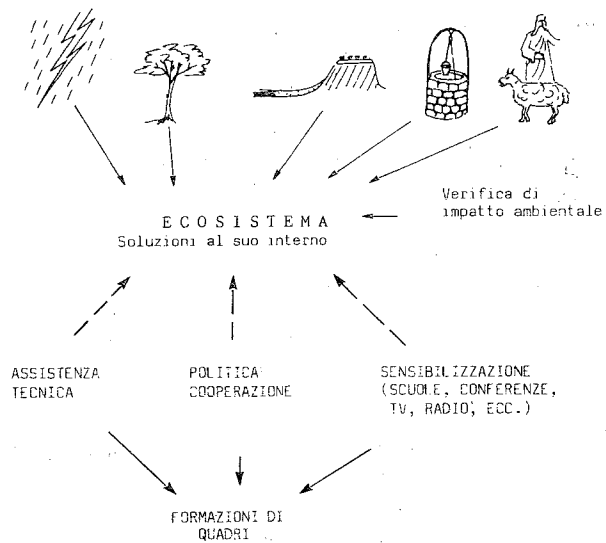 Verifica di
impatto ambientale
ECOSISTEMA
Soluzioni al suo interno
ASSISTENZA
TECNICA
POLITICA
COOPERAZIONE
SENSIBILIZZAZIONE
(SCUOLE, CONFERENZE,
TV, RADIO, ECC.)
FORMAZIONI DI
QUADRI